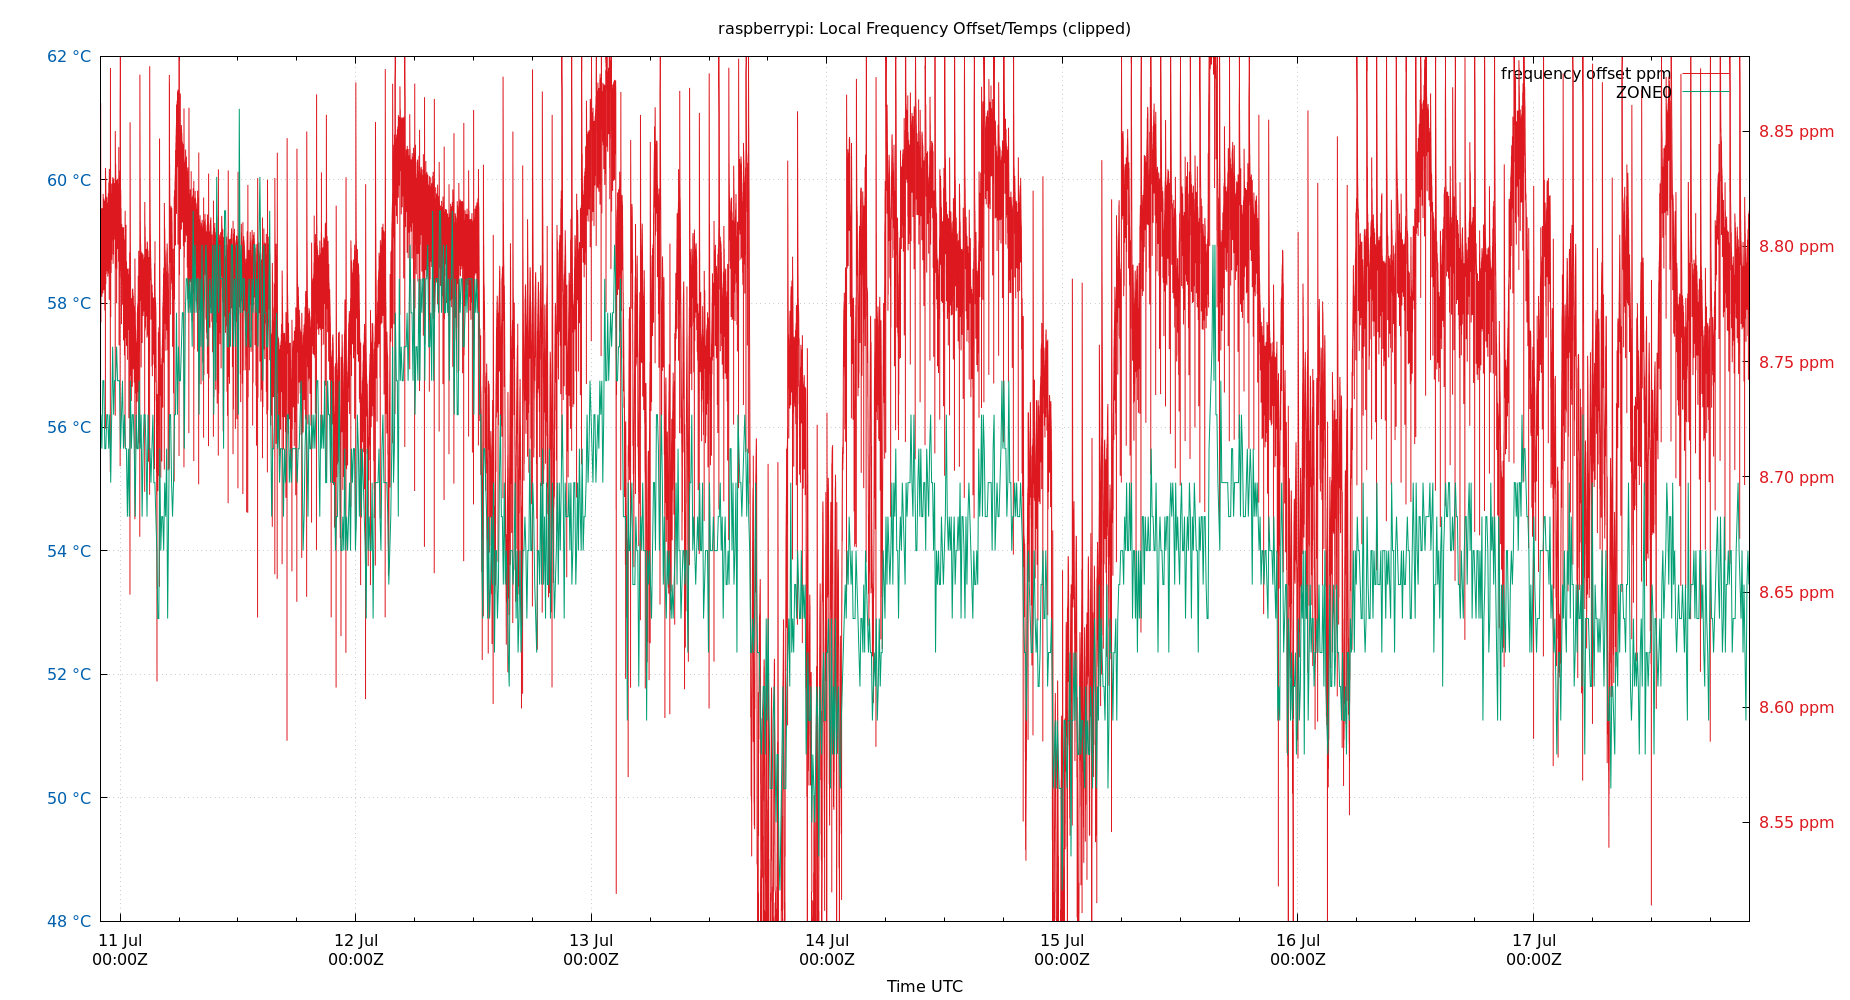 raspberrypi: Local Frequency Offset/Temps (clipped)
62 °C
60 °C
58 °C
56 °C
54 °C
52 °C
50 °C
48 °C
frequency offset ppm
ZONE0
8.85 ppm
8.80 ppm
8.75 ppm
8.70 ppm
8.65 ppm
8.60 ppm
8.55 ppm
11 Jul 12 Jul 13 Jul 14 Jul 15 Jul 16 Jul 17 Jul
00:00Z 00:00Z 00:00Z 00:00Z 00:00Z 00:00Z 00:00Z
Time UTC